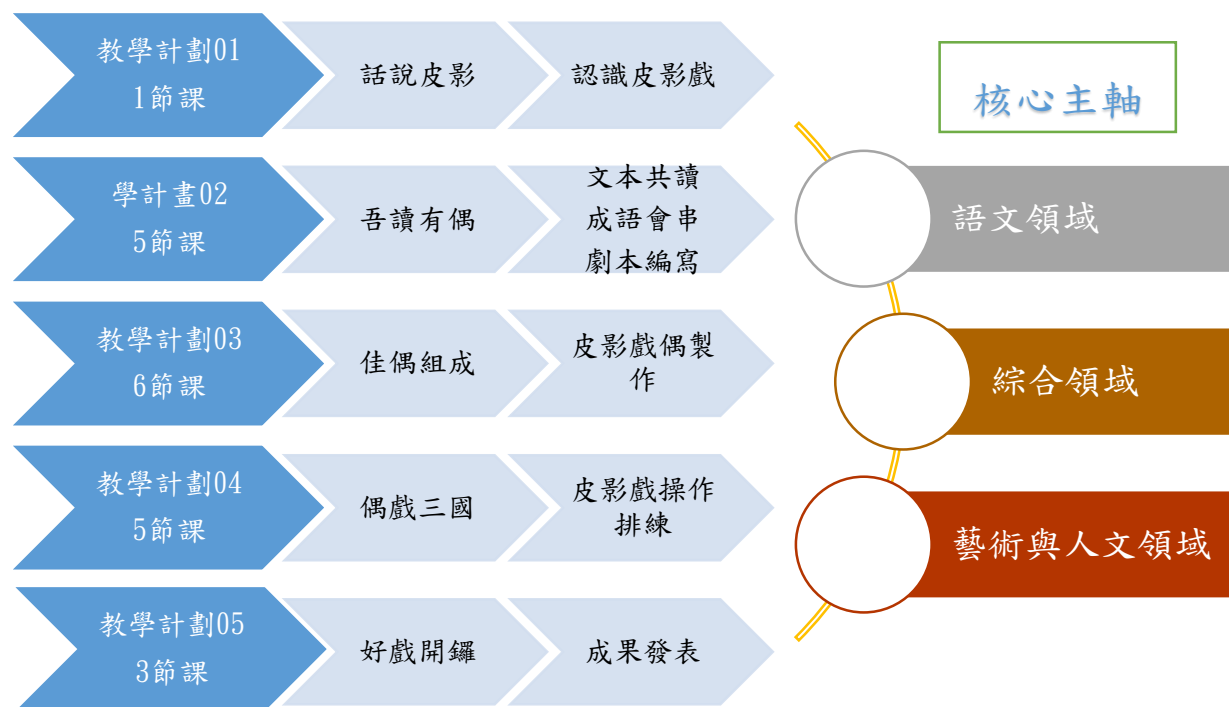 教學計劃01
1節課
話說皮影
認識皮影戲
學計畫02
5節課
吾讀有偶
文本共讀
成語會串
劇本編寫
教學計劃03
6節課
佳偶組成
皮影戲偶製
作
教學計劃04
5節課
偶戲三國
皮影戲操作
排練
教學計劃05
3節課
好戲開鑼
成果發表
核心主軸
語文領域
綜合領域
藝術與人文領域